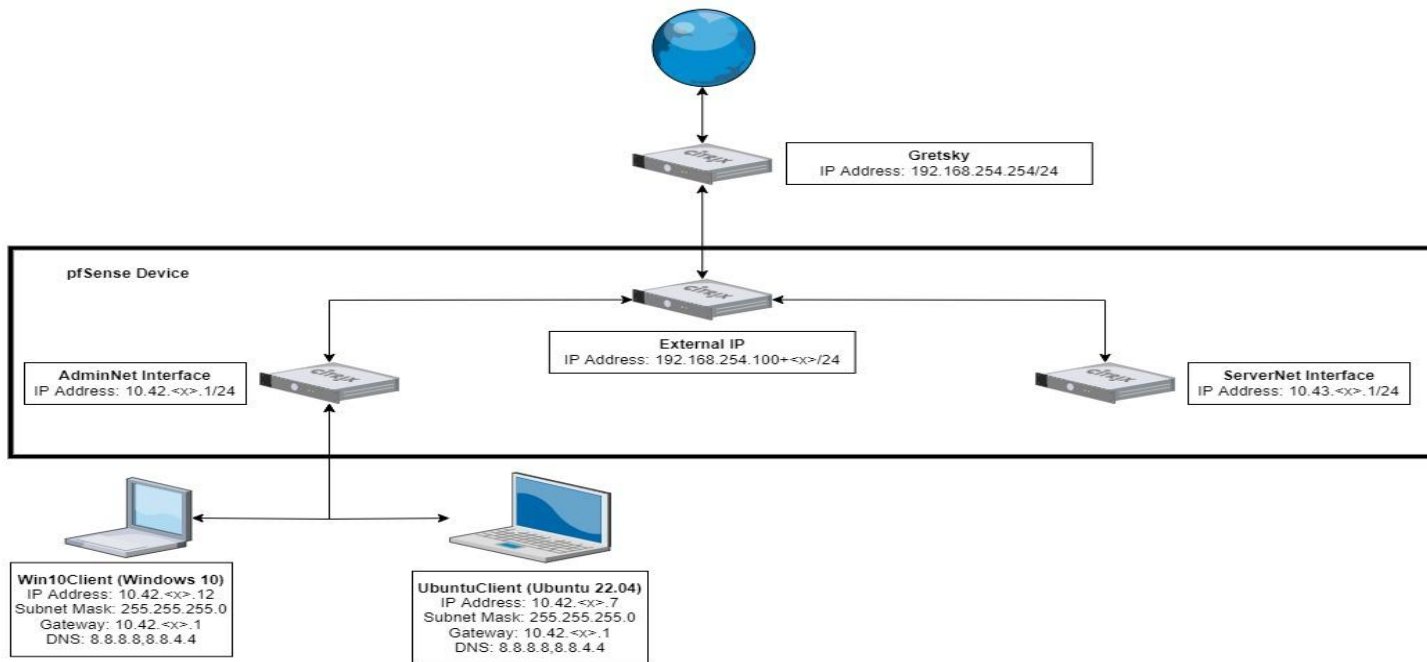 citrix
Gretsky
IP Address: 192.168.254.254/24
pfSense Device
citrix
External IP
IP Address: 192.168.254.100+<x>/24
citrix
AdminNet Interface
IP Address: 10.42.<x>.1/24
citrix
ServerNet Interface
IP Address: 10.43.<x>.1/24
Win10Client (Windows 10)
IP Address: 10.42.<x>.12
Subnet Mask: 255.255.255.0
Gateway: 10.42.<x>.1
DNS: 8.8.8.8,8.8.4.4
UbuntuClient (Ubuntu 22.04)
IP Address: 10.42.<x>.7
Subnet Mask: 255.255.255.0
Gateway: 10.42.<x>.1
DNS: 8.8.8.8,8.8.4.4